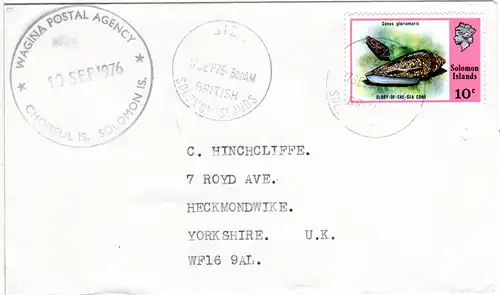 WAGINA POSTAL AGENCY
10 SEP 1976
CHOISEUL IS. SOLOMON IS.
BRITISH
SOLOMON ISLANDS
Conus gloriamaris
Solomon
Islands
10c
GLORY-OF-THE-SEA CONE
C. HINCHCLIFFE.
7 ROYD AVE.
HECKMONDWIKE.
YORKSHIRE. U.K.
WF16 9AL.